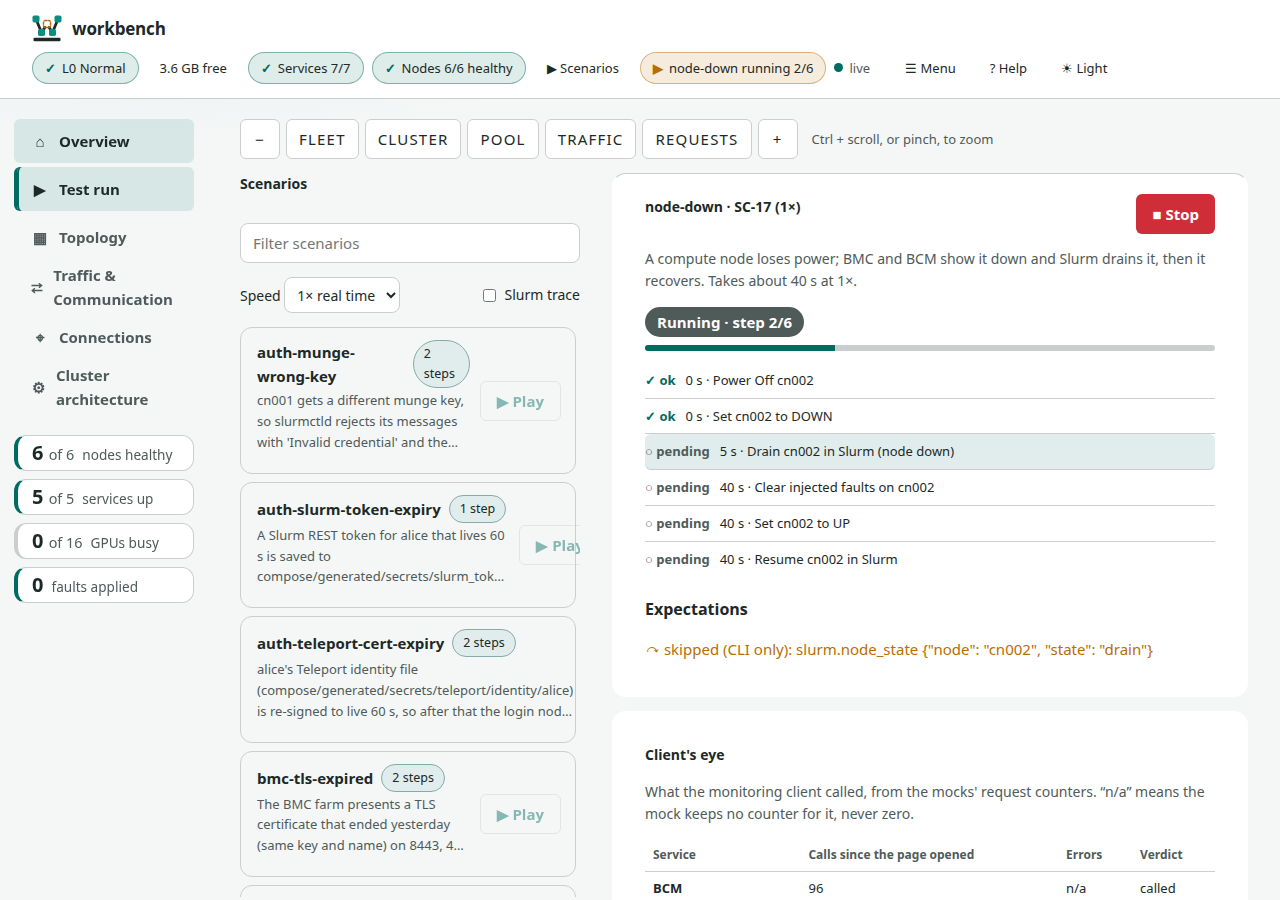 workbench
✓ L0 Normal
3.6 GB free
✓ Services 7/7
✓ Nodes 6/6 healthy
▶ Scenarios
▶ node-down running 2/6
live
☰ Menu
? Help
☀ Light
Overview
Test run
Topology
Traffic &
Communication
Connections
Cluster
architecture
6 of 6 nodes healthy
5 of 5 services up
0 of 16 GPUs busy
0 faults applied
− FLEET CLUSTER POOL TRAFFIC REQUESTS + Ctrl + scroll, or pinch, to zoom
Scenarios
Filter scenarios
Speed 1× real time Slurm trace
auth-munge-
wrong-key
2
steps
cn001 gets a different munge key,
so slurmctld rejects its messages
with 'Invalid credential' and the…
▶ Play
auth-slurm-token-expiry 1 step
A Slurm REST token for alice that lives 60
s is saved to
compose/generated/secrets/slurm_tok…
▶ Play
auth-teleport-cert-expiry 2 steps
alice's Teleport identity file
(compose/generated/secrets/teleport/identity/alice)
is re-signed to live 60 s, so after that the login nod…
bmc-tls-expired 2 steps
The BMC farm presents a TLS
certificate that ended yesterday
(same key and name) on 8443, 4…
▶ Play
node-down · SC-17 (1×)
■ Stop
A compute node loses power; BMC and BCM show it down and Slurm drains it, then it
recovers. Takes about 40 s at 1×.
Running · step 2/6
✓ ok 0 s · Power Off cn002
✓ ok 0 s · Set cn002 to DOWN
○ pending 5 s · Drain cn002 in Slurm (node down)
○ pending 40 s · Clear injected faults on cn002
○ pending 40 s · Set cn002 to UP
○ pending 40 s · Resume cn002 in Slurm
Expectations
↷ skipped (CLI only): slurm.node_state {"node": "cn002", "state": "drain"}
Client's eye
What the monitoring client called, from the mocks' request counters. “n/a” means the
mock keeps no counter for it, never zero.
Service Calls since the page opened Errors Verdict
BCM 96 n/a called